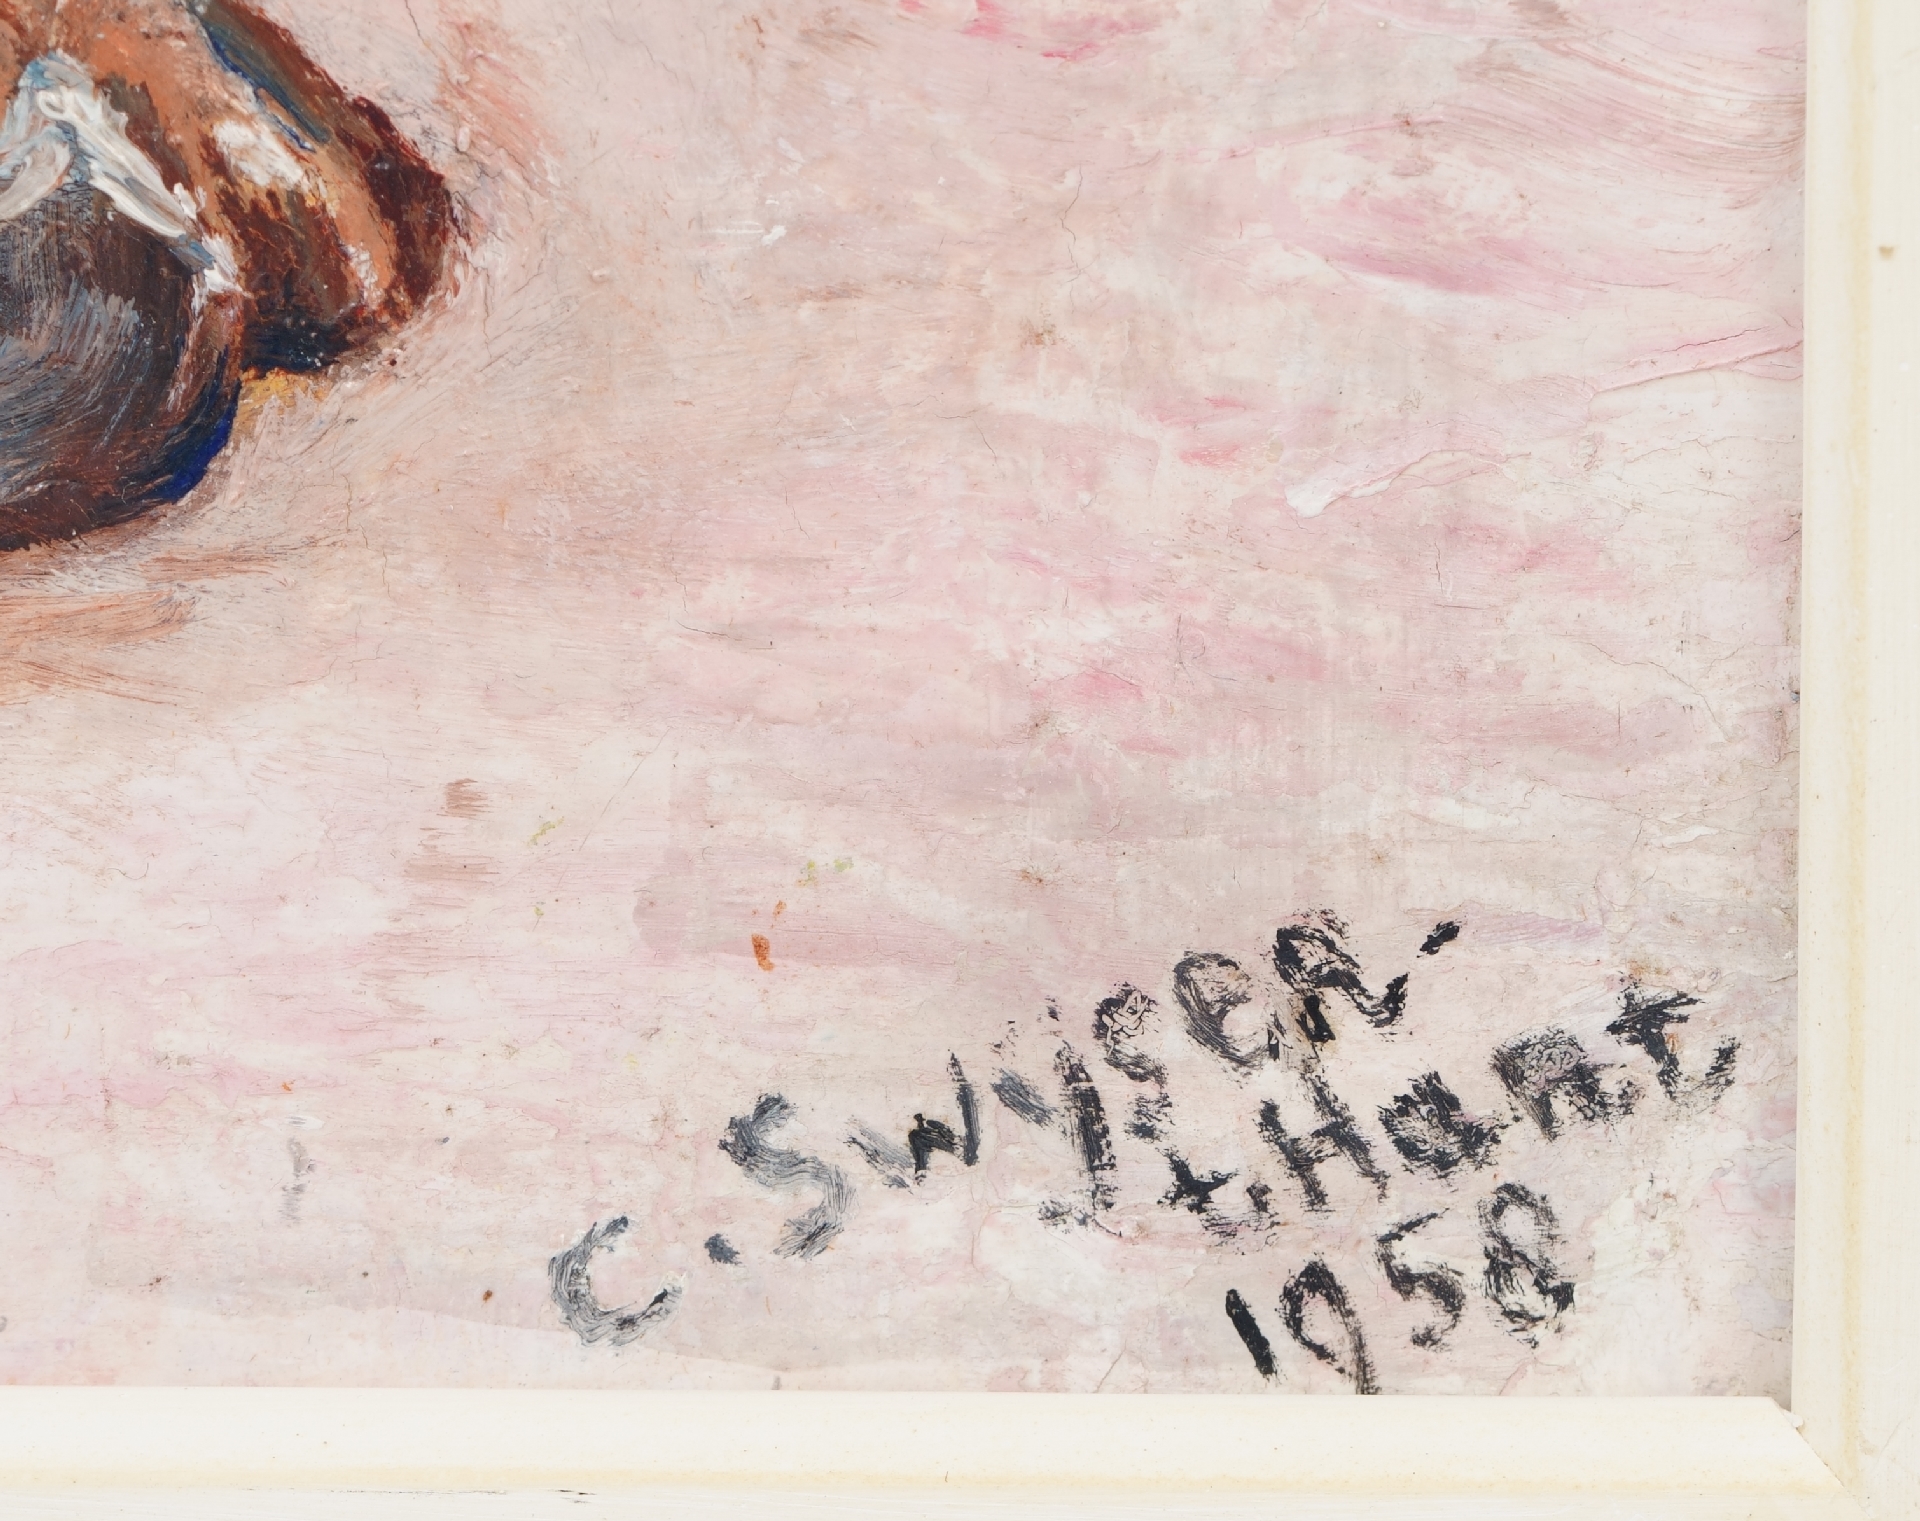 C. Swyser.
t. Hart
1958